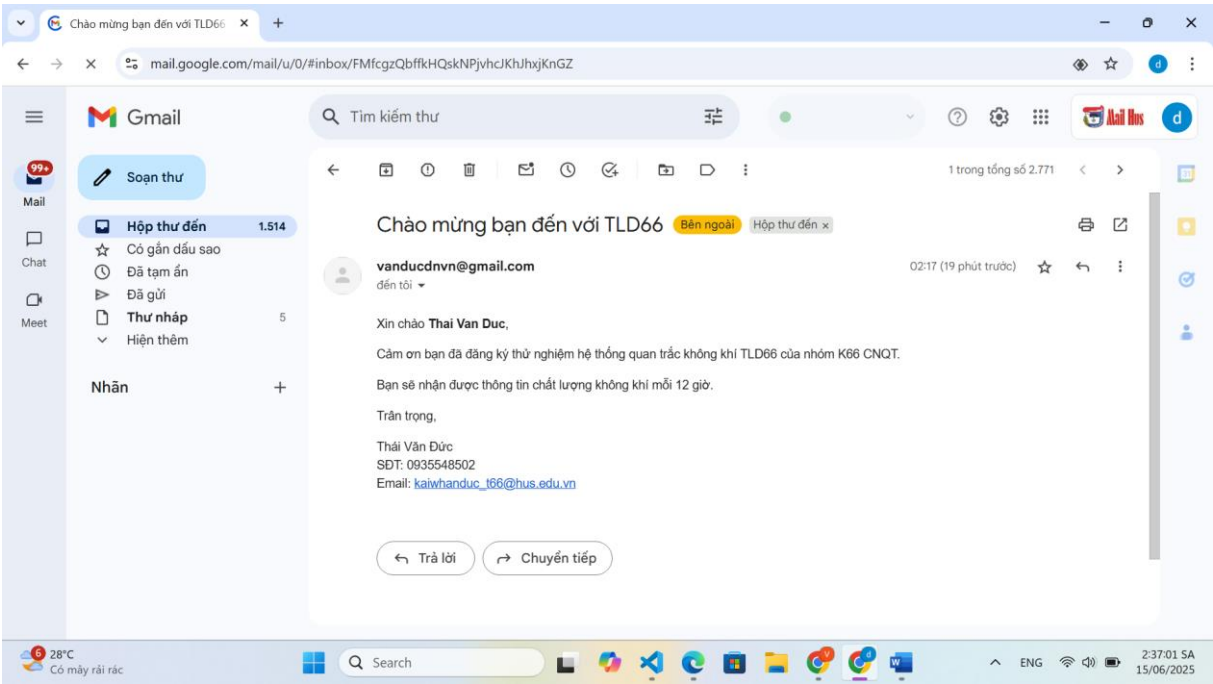 Chào mừng bạn đến với TLD66
mail.google.com/mail/u/0/#inbox/FMfcgzQbffkHQskNPjvhcJKhJhxjKnGZ
d
Gmail
Tìm kiếm thư
Mail Hus
d
99+
Mail
Chat
Meet
Soạn thư
Hộp thư đến 1.514
Có gắn dấu sao
Đã tạm ẩn
Đã gửi
Thư nháp 5
Hiện thêm
Nhãn
1 trong tổng số 2.771
Chào mừng bạn đến với TLD66 Bên ngoài Hộp thư đến x
vanducdnvn@gmail.com 02:17 (19 phút trước)
đến tôi
Xin chào Thai Van Duc,
Cảm ơn bạn đã đăng ký thử nghiệm hệ thống quan trắc không khí TLD66 của nhóm K66 CNQT.
Bạn sẽ nhận được thông tin chất lượng không khí mỗi 12 giờ.
Trân trọng,
Thái Văn Đức
SĐT: 0935548502
Email: kaiwhanduc_t66@hus.edu.vn
Trả lời Chuyển tiếp
6
28°C
Có mây rải rác
Search
ENG
2:37:01 SA
15/06/2025